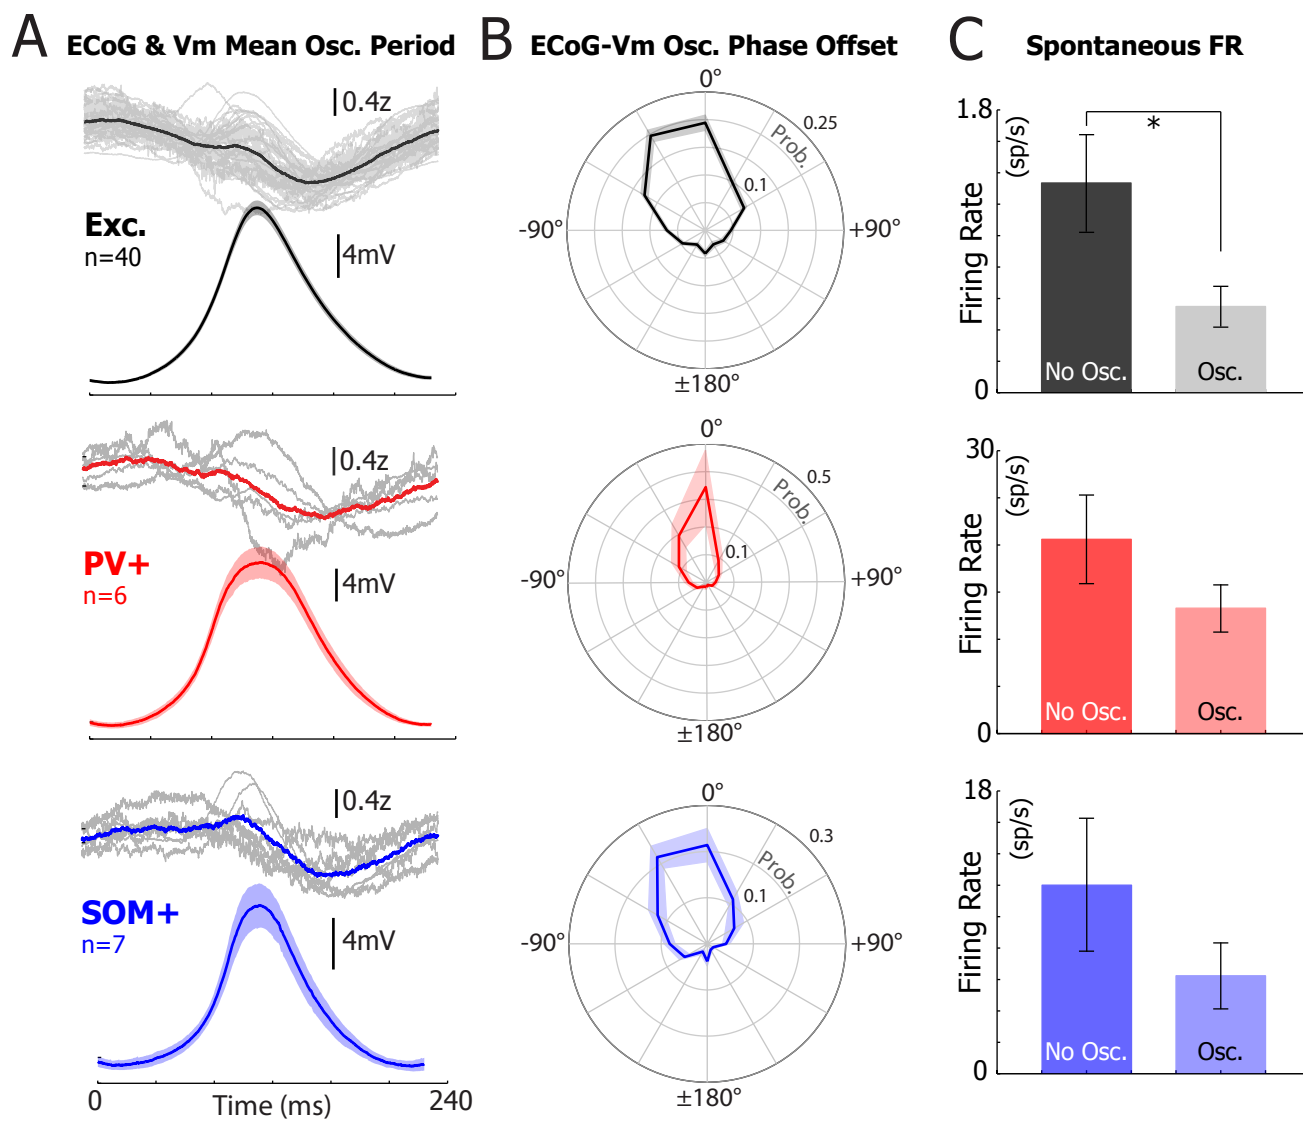 A ECoG & Vm Mean Osc. Period
0.4z
Exc.
n=40
4mV
0.4z
PV+
n=6
4mV
0.4z
SOM+
n=7
4mV
0 Time (ms) 240
B ECoG-Vm Osc. Phase Offset
0°
0.25
Prob.
0.1
-90° +90°
±180°
0°
0.5
Prob.
0.1
-90° +90°
±180°
0°
0.3
Prob.
0.1
-90° +90°
±180°
C Spontaneous FR
1.8
(sp/s)
*
Firing Rate
No Osc. Osc.
0
30
(sp/s)
Firing Rate
No Osc. Osc.
0
18
(sp/s)
Firing Rate
No Osc. Osc.
0